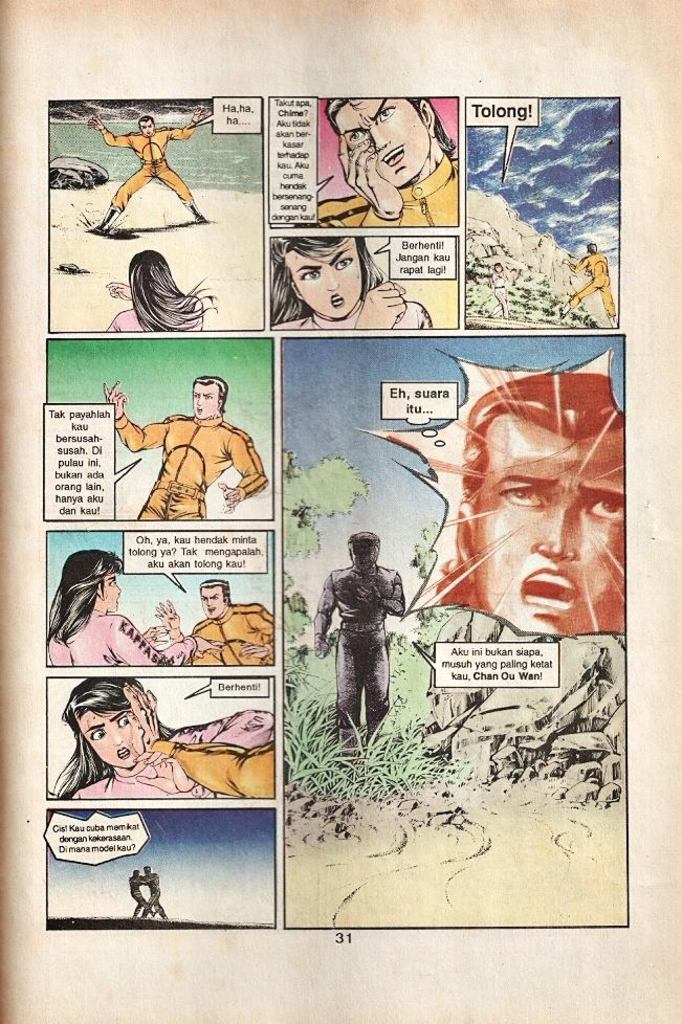 Ha,ha,
ha....
Takut apa,
Chime?
Aku tidak
akan ber-
kasar
terhadap
kau. Aku
cuma
hendak
bersenang-
senang
dengan kau!
Berhenti!
Jangan kau
rapat lagi!
Tolong!
Tak payahlah
kau
bersusah-
susah. Di
pulau ini,
bukan ada
orang lain,
hanya aku
dan kau!
Oh, ya, kau hendak minta
tolong ya? Tak mengapalah,
aku akan tolong kau!
KAPPA
Berhenti!
Cis! Kau cuba memikat
dengan kekerasaan.
Di mana model kau?
Eh, suara
itu...
Aku ini bukan siapa,
musuh yang paling ketat
kau, Chan Ou Wan!
31